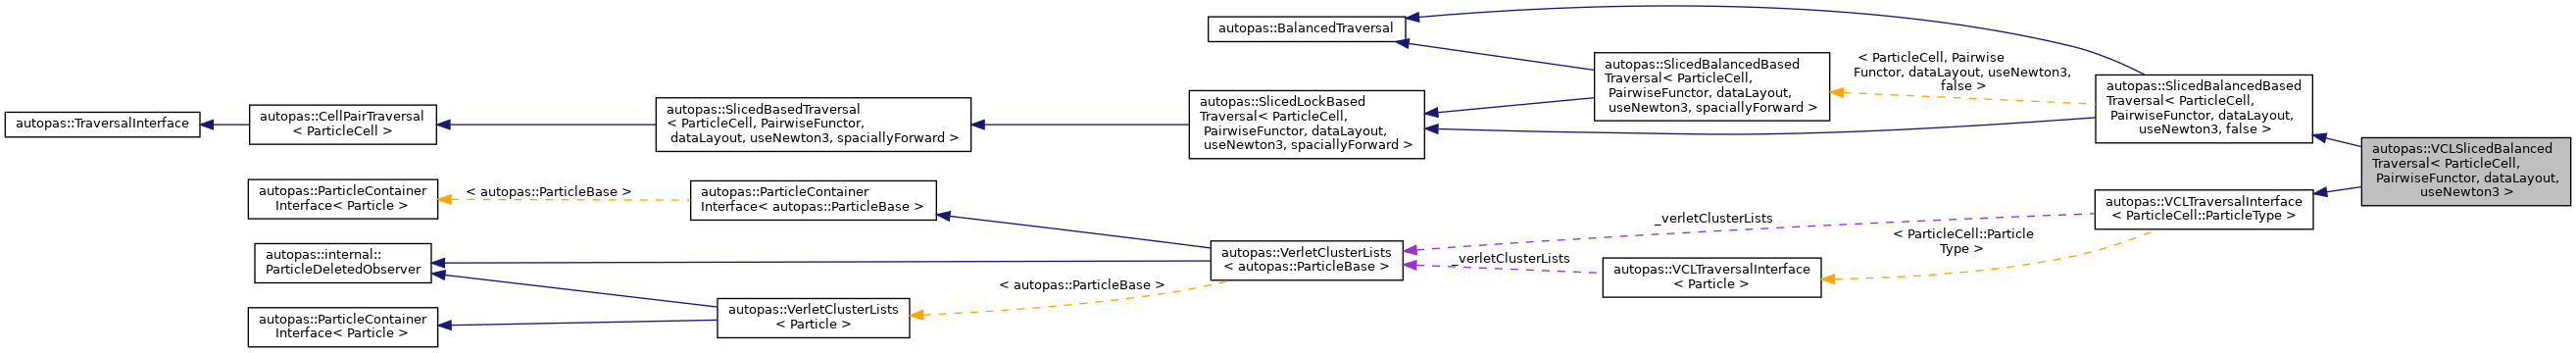 autopas::TraversalInterface
autopas::CellPairTraversal
< ParticleCell >
autopas::SlicedBasedTraversal
< ParticleCell, PairwiseFunctor,
dataLayout, useNewton3, spaciallyForward >
autopas::BalancedTraversal
autopas::SlicedLockBased
Traversal< ParticleCell,
PairwiseFunctor, dataLayout,
useNewton3, spaciallyForward >
autopas::SlicedBalancedBased
Traversal< ParticleCell,
PairwiseFunctor, dataLayout,
useNewton3, spaciallyForward >
< ParticleCell, Pairwise
Functor, dataLayout, useNewton3,
false >
autopas::SlicedBalancedBased
Traversal< ParticleCell,
PairwiseFunctor, dataLayout,
useNewton3, false >
autopas::VCLSlicedBalanced
Traversal< ParticleCell,
PairwiseFunctor, dataLayout,
useNewton3 >
autopas::ParticleContainer
Interface< Particle >
< autopas::ParticleBase >
autopas::ParticleContainer
Interface< autopas::ParticleBase >
autopas::internal::
ParticleDeletedObserver
autopas::ParticleContainer
Interface< Particle >
autopas::VerletClusterLists
< Particle >
< autopas::ParticleBase >
autopas::VerletClusterLists
< autopas::ParticleBase >
_verletClusterLists
_verletClusterLists
autopas::VCLTraversalInterface
< Particle >
< ParticleCell::Particle
Type >
autopas::VCLTraversalInterface
< ParticleCell::ParticleType >